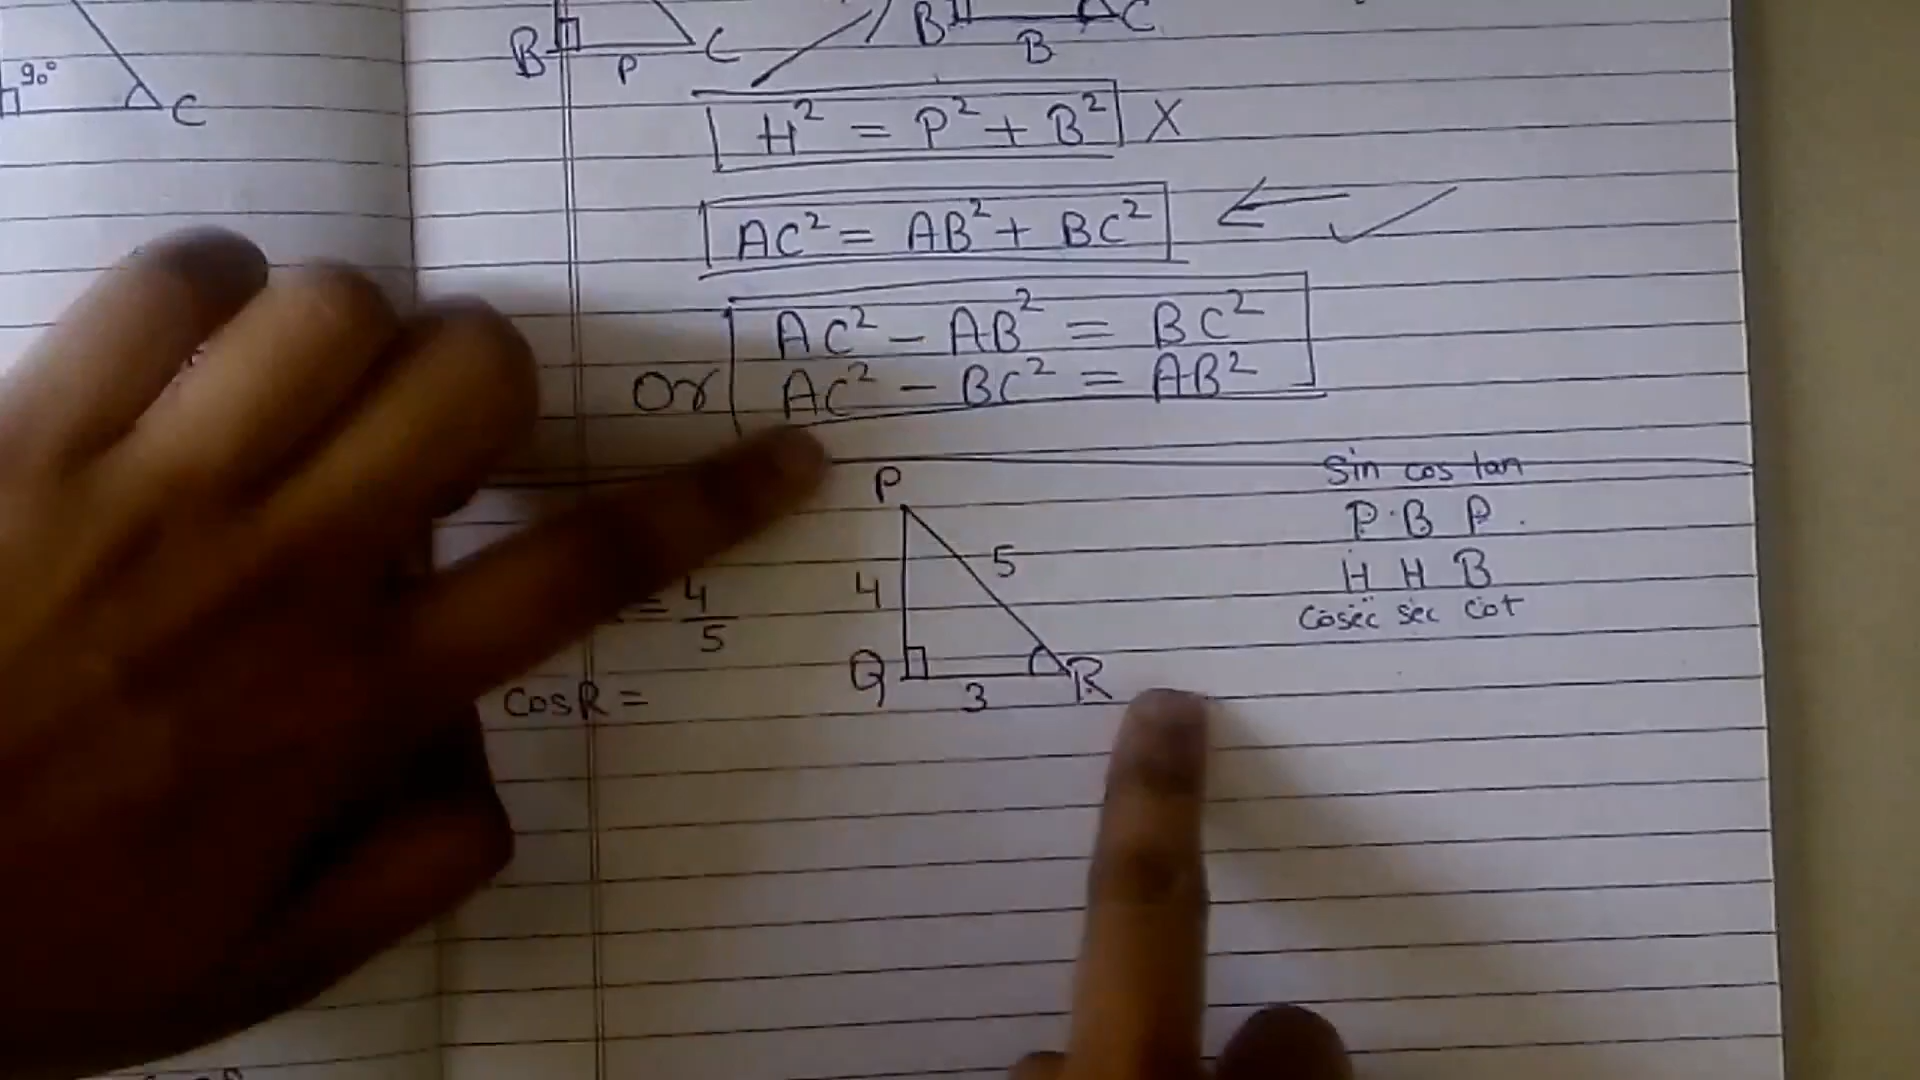 90°
C
B P C
B B C
H² = P² + B² X
AC² = AB² + BC²
AC² - AB² = BC²
Or AC² - BC² = AB²
P
4 5
Q 3 R
= 4/5
cosR =
Sin cos tan
P B P
H H B
Cosec sec cot